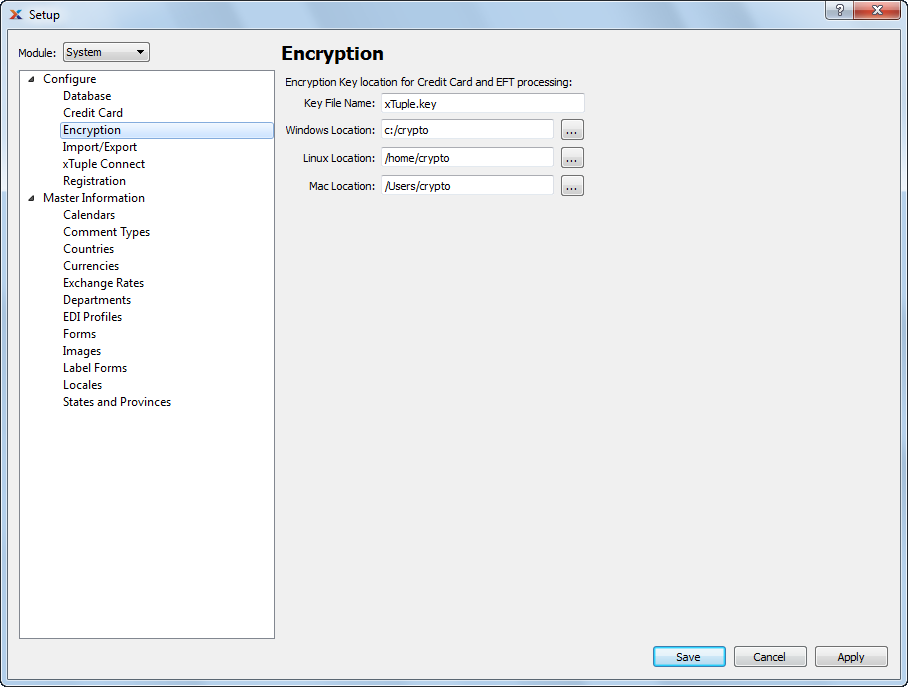 Setup
Module: System
Encryption
Configure
Database
Credit Card
Encryption
Import/Export
xTuple Connect
Registration
Master Information
Calendars
Comment Types
Countries
Currencies
Exchange Rates
Departments
EDI Profiles
Forms
Images
Label Forms
Locales
States and Provinces
Encryption Key location for Credit Card and EFT processing:
Key File Name: xTuple.key
Windows Location: c:/crypto ...
Linux Location: /home/crypto ...
Mac Location: /Users/crypto ...
Save Cancel Apply